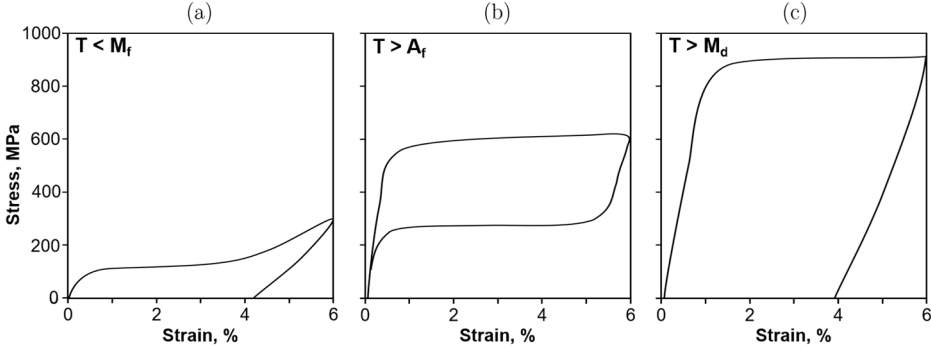 (a) (b) (c)
T < Mf T > Af T > Md
1000
800
600
400
200
0
Stress, MPa
0 2 4 6 0 2 4 6 0 2 4 6
Strain, % Strain, % Strain, %